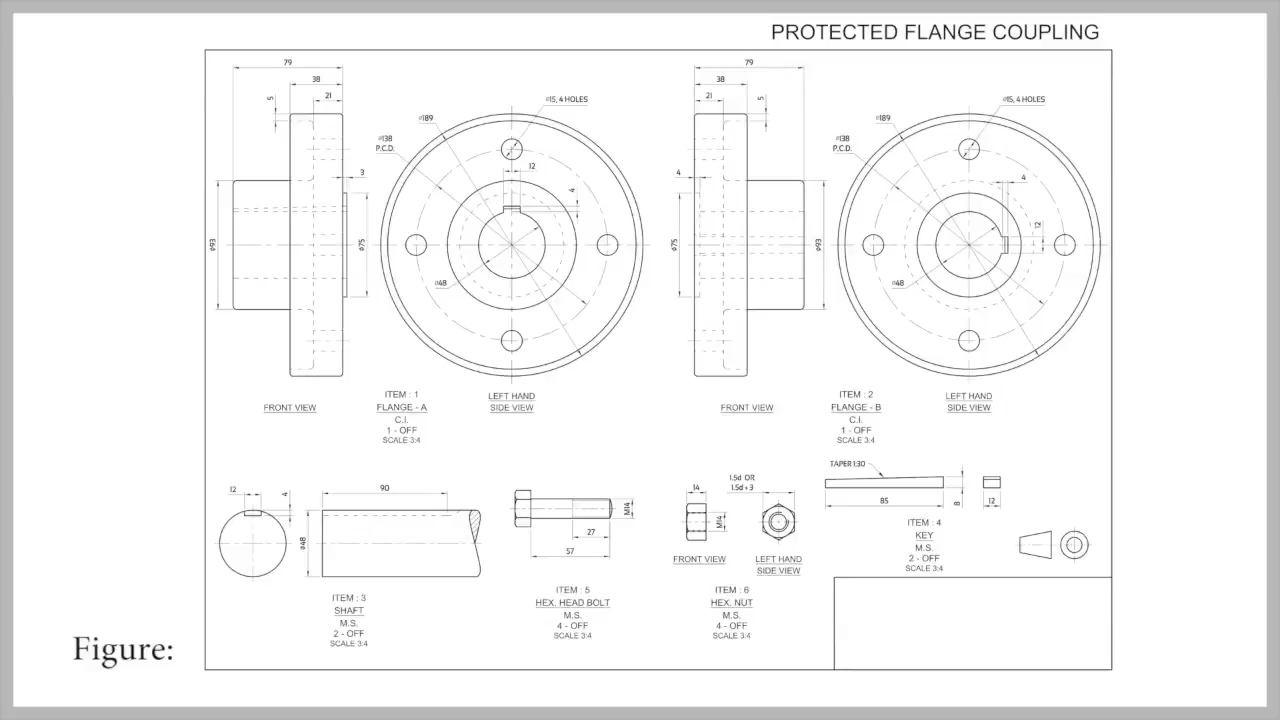 PROTECTED FLANGE COUPLING
79
38
21
5
3
ø93
ø75
ø189
ø138
P.C.D.
ø15, 4 HOLES
12
4
ø48
79
38
21
5
4
ø75
ø93
ø189
ø138
P.C.D.
ø15, 4 HOLES
4
12
ø48
FRONT VIEW
ITEM : 1
FLANGE - A
C.I.
1 - OFF
SCALE 3:4
LEFT HAND
SIDE VIEW
FRONT VIEW
ITEM : 2
FLANGE - B
C.I.
1 - OFF
SCALE 3:4
LEFT HAND
SIDE VIEW
12
4
90
ø48
ITEM : 3
SHAFT
M.S.
2 - OFF
SCALE 3:4
M14
27
57
ITEM : 5
HEX. HEAD BOLT
M.S.
4 - OFF
SCALE 3:4
14
M14
1.5d OR
1.5d+3
FRONT VIEW
LEFT HAND
SIDE VIEW
ITEM : 6
HEX. NUT
M.S.
4 - OFF
SCALE 3:4
TAPER 1:30
85
8
12
ITEM : 4
KEY
M.S.
2 - OFF
SCALE 3:4
Figure: